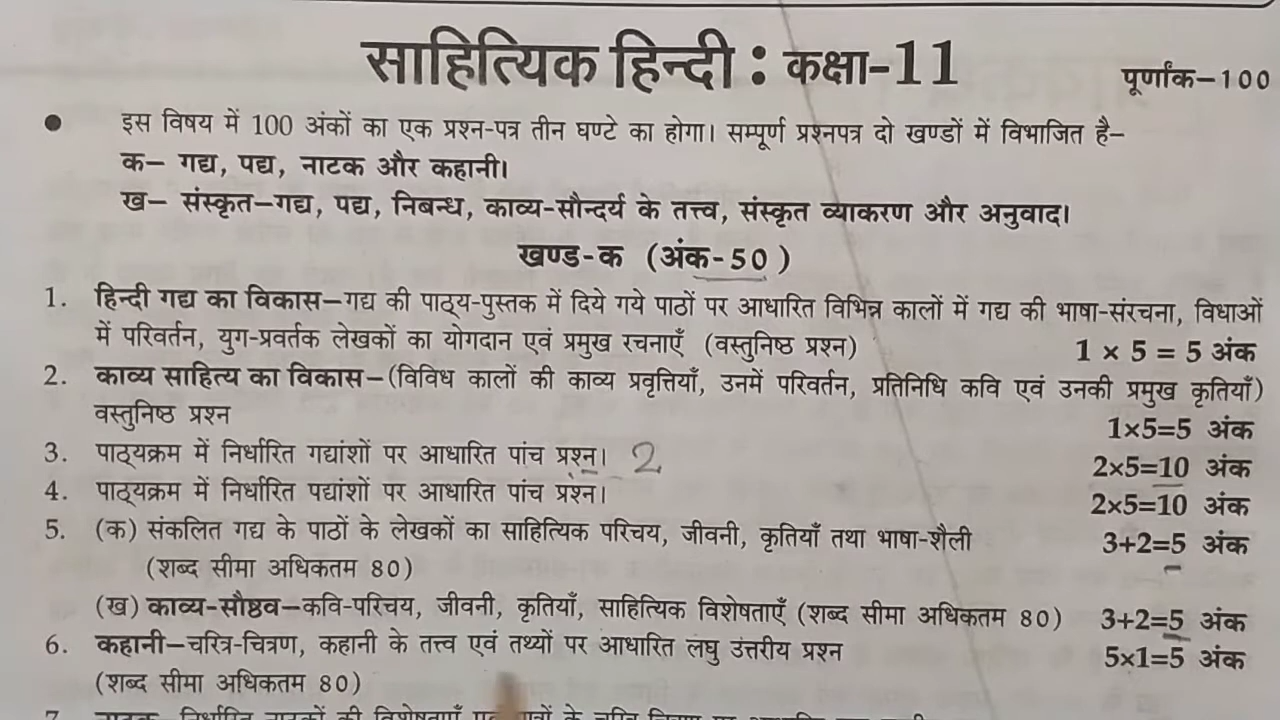 साहित्यिक हिन्दी : कक्षा-11
पूर्णांक–100
● इस विषय में 100 अंकों का एक प्रश्न-पत्र तीन घण्टे का होगा। सम्पूर्ण प्रश्नपत्र दो खण्डों में विभाजित है–
क– गद्य, पद्य, नाटक और कहानी।
ख– संस्कृत–गद्य, पद्य, निबन्ध, काव्य-सौन्दर्य के तत्त्व, संस्कृत व्याकरण और अनुवाद।
खण्ड-क (अंक-50)
1. हिन्दी गद्य का विकास–गद्य की पाठ्य-पुस्तक में दिये गये पाठों पर आधारित विभिन्न कालों में गद्य की भाषा-संरचना, विधाओं
में परिवर्तन, युग-प्रवर्तक लेखकों का योगदान एवं प्रमुख रचनाएँ (वस्तुनिष्ठ प्रश्न) 1 × 5 = 5 अंक
2. काव्य साहित्य का विकास–(विविध कालों की काव्य प्रवृत्तियाँ, उनमें परिवर्तन, प्रतिनिधि कवि एवं उनकी प्रमुख कृतियाँ)
वस्तुनिष्ठ प्रश्न 1×5=5 अंक
3. पाठ्यक्रम में निर्धारित गद्यांशों पर आधारित पांच प्रश्न। 2 2×5=10 अंक
4. पाठ्यक्रम में निर्धारित पद्यांशों पर आधारित पांच प्रश्न। 2×5=10 अंक
5. (क) संकलित गद्य के पाठों के लेखकों का साहित्यिक परिचय, जीवनी, कृतियाँ तथा भाषा-शैली 3+2=5 अंक
(शब्द सीमा अधिकतम 80)
(ख) काव्य-सौष्ठव–कवि-परिचय, जीवनी, कृतियाँ, साहित्यिक विशेषताएँ (शब्द सीमा अधिकतम 80) 3+2=5 अंक
6. कहानी–चरित्र-चित्रण, कहानी के तत्त्व एवं तथ्यों पर आधारित लघु उत्तरीय प्रश्न 5×1=5 अंक
(शब्द सीमा अधिकतम 80)
7. नाटक–निर्धारित नाटकों की विशेषताएँ